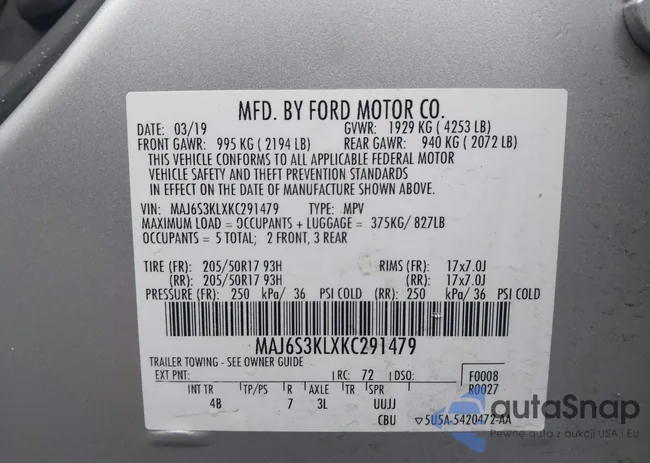 MFD. BY FORD MOTOR CO.
DATE: 03/19 GVWR: 1929 KG ( 4253 LB)
FRONT GAWR: 995 KG ( 2194 LB) REAR GAWR: 940 KG ( 2072 LB)
THIS VEHICLE CONFORMS TO ALL APPLICABLE FEDERAL MOTOR
VEHICLE SAFETY AND THEFT PREVENTION STANDARDS
IN EFFECT ON THE DATE OF MANUFACTURE SHOWN ABOVE.
VIN: MAJ6S3KLXKC291479 TYPE: MPV
MAXIMUM LOAD = OCCUPANTS + LUGGAGE = 375KG/ 827LB
OCCUPANTS = 5 TOTAL; 2 FRONT, 3 REAR
TIRE (FR): 205/50R17 93H RIMS (FR): 17x7.0J
(RR): 205/50R17 93H (RR): 17x7.0J
PRESSURE (FR): 250 kPa/ 36 PSI COLD (RR): 250 kPa/ 36 PSI COLD
MAJ6S3KLXKC291479
TRAILER TOWING - SEE OWNER GUIDE
EXT PNT: RC: 72 DSO: F0008
R0027
INT TR TP/PS R AXLE TR SPR
4B 7 3L UUJJ
CBU ▽5U5A-5420472-AA
autoSnap
Pewne auta z aukcji USA i EU